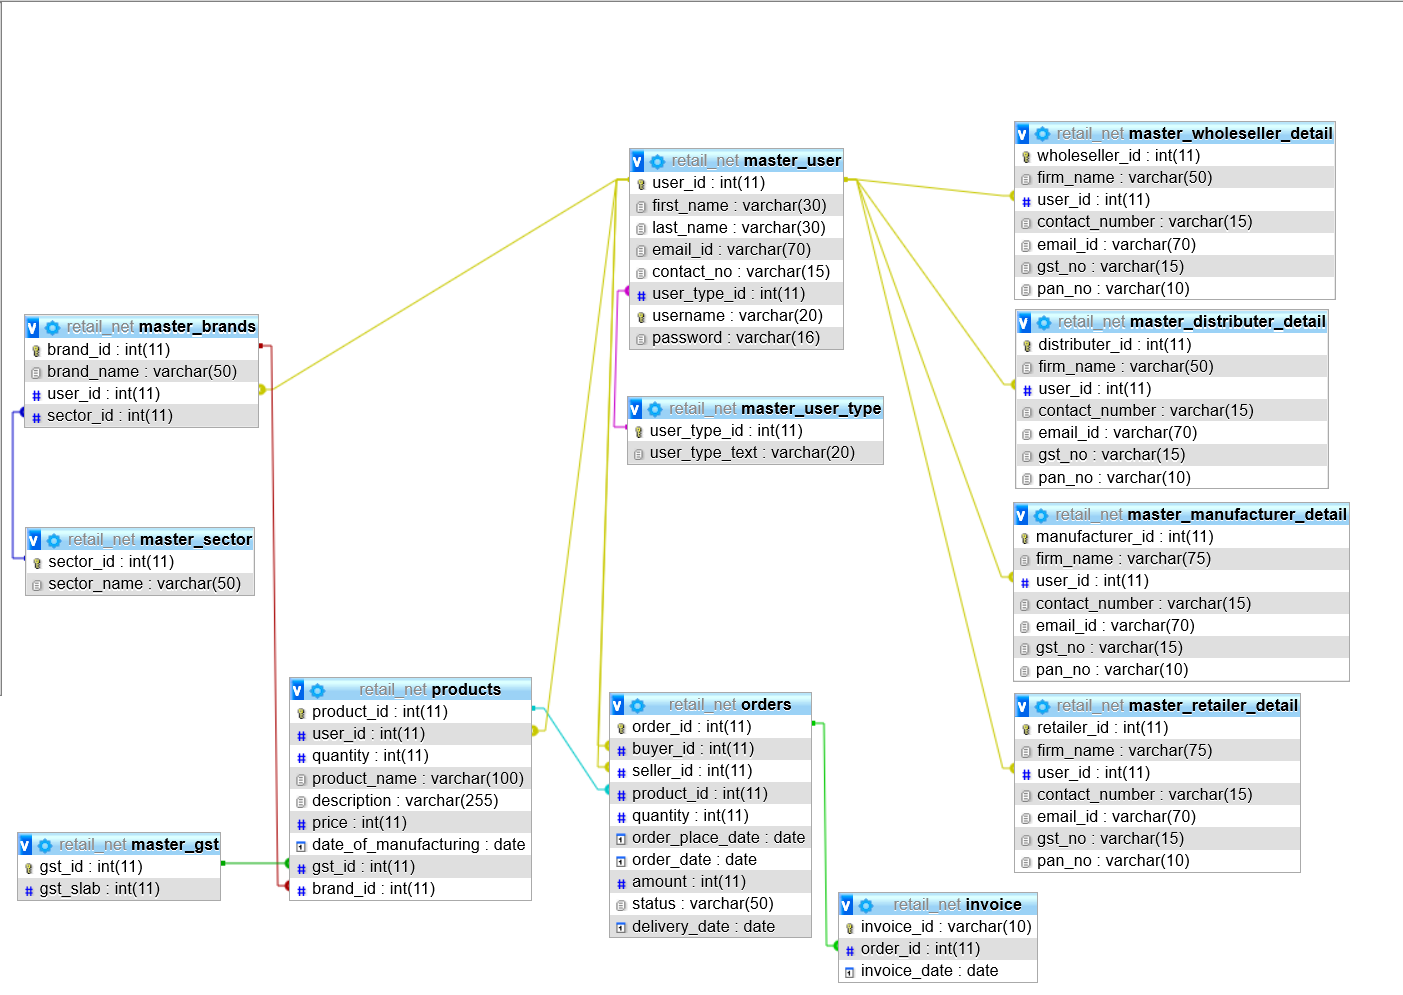 retail_net master_wholeseller_detail
wholeseller_id : int(11)
firm_name : varchar(50)
user_id : int(11)
contact_number : varchar(15)
email_id : varchar(70)
gst_no : varchar(15)
pan_no : varchar(10)
retail_net master_user
user_id : int(11)
first_name : varchar(30)
last_name : varchar(30)
email_id : varchar(70)
contact_no : varchar(15)
user_type_id : int(11)
username : varchar(20)
password : varchar(16)
retail_net master_distributer_detail
distributer_id : int(11)
firm_name : varchar(50)
user_id : int(11)
contact_number : varchar(15)
email_id : varchar(70)
gst_no : varchar(15)
pan_no : varchar(10)
retail_net master_brands
brand_id : int(11)
brand_name : varchar(50)
user_id : int(11)
sector_id : int(11)
retail_net master_user_type
user_type_id : int(11)
user_type_text : varchar(20)
retail_net master_manufacturer_detail
manufacturer_id : int(11)
firm_name : varchar(75)
user_id : int(11)
contact_number : varchar(15)
email_id : varchar(70)
gst_no : varchar(15)
pan_no : varchar(10)
retail_net master_sector
sector_id : int(11)
sector_name : varchar(50)
retail_net products
product_id : int(11)
user_id : int(11)
quantity : int(11)
product_name : varchar(100)
description : varchar(255)
price : int(11)
date_of_manufacturing : date
gst_id : int(11)
brand_id : int(11)
retail_net orders
order_id : int(11)
buyer_id : int(11)
seller_id : int(11)
product_id : int(11)
quantity : int(11)
order_place_date : date
order_date : date
amount : int(11)
status : varchar(50)
delivery_date : date
retail_net master_retailer_detail
retailer_id : int(11)
firm_name : varchar(75)
user_id : int(11)
contact_number : varchar(15)
email_id : varchar(70)
gst_no : varchar(15)
pan_no : varchar(10)
retail_net master_gst
gst_id : int(11)
gst_slab : int(11)
retail_net invoice
invoice_id : varchar(10)
order_id : int(11)
invoice_date : date